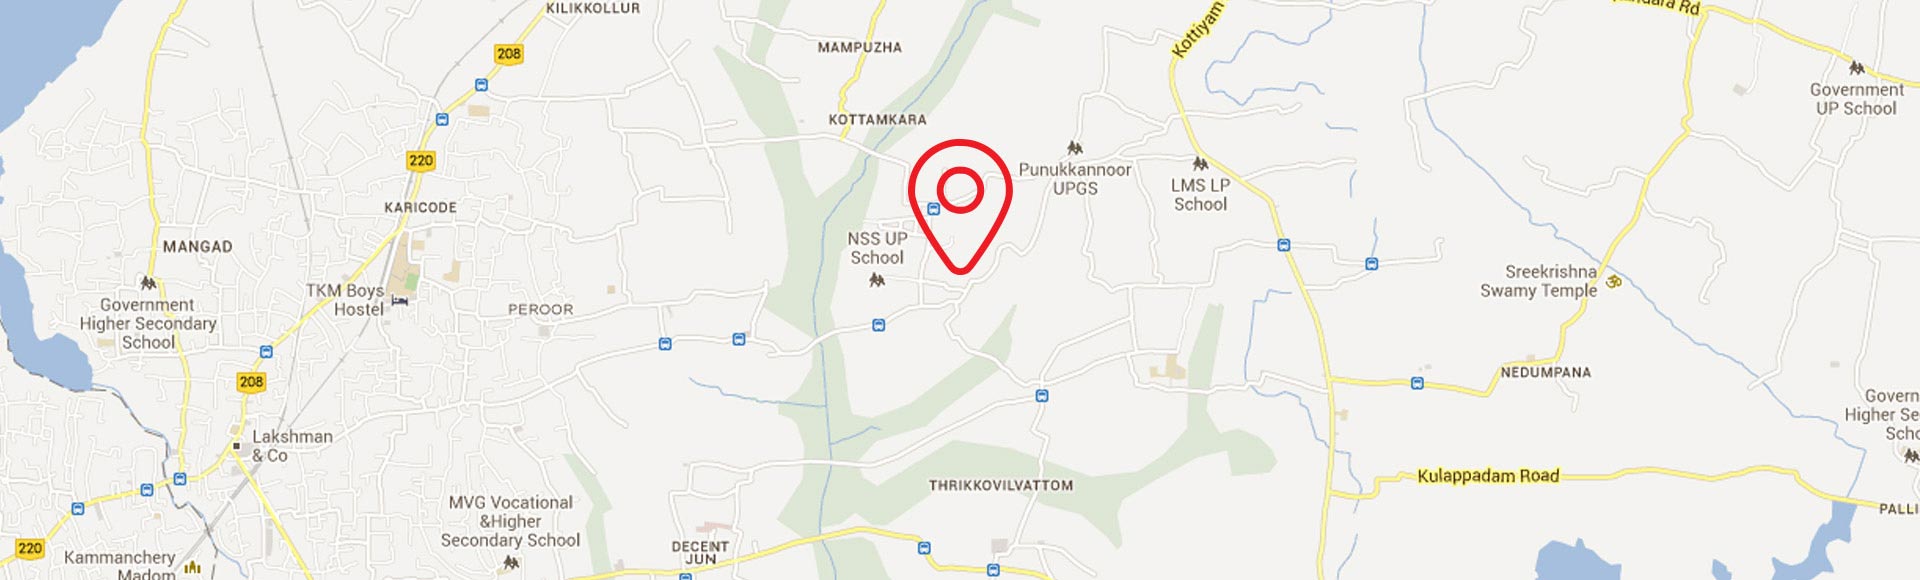 KILIKKOLLUR
Kottiyam
Rd
208
MAMPUZHA
Government
UP School
KOTTAMKARA
220
Punukkannoor
UPGS
LMS LP
School
KARICODE
MANGAD
NSS UP
School
Sreekrishna
Swamy Temple
TKM Boys
Hostel
Government
Higher Secondary
School
PEROOR
208
NEDUMPANA
Lakshman
& Co
Kulappadam Road
THRIKKOVILVATTOM
MVG Vocational
&Higher
Secondary School
220
DECENT
JUN
Kammanchery
Madom